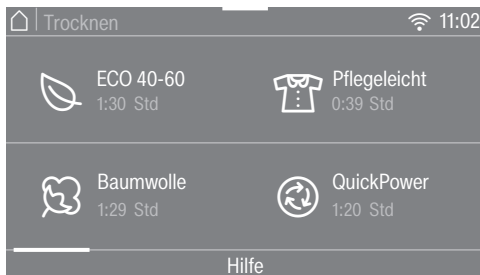 Trocknen
11:02
ECO 40-60
1:30 Std
Pflegeleicht
0:39 Std
Baumwolle
1:29 Std
QuickPower
1:20 Std
Hilfe